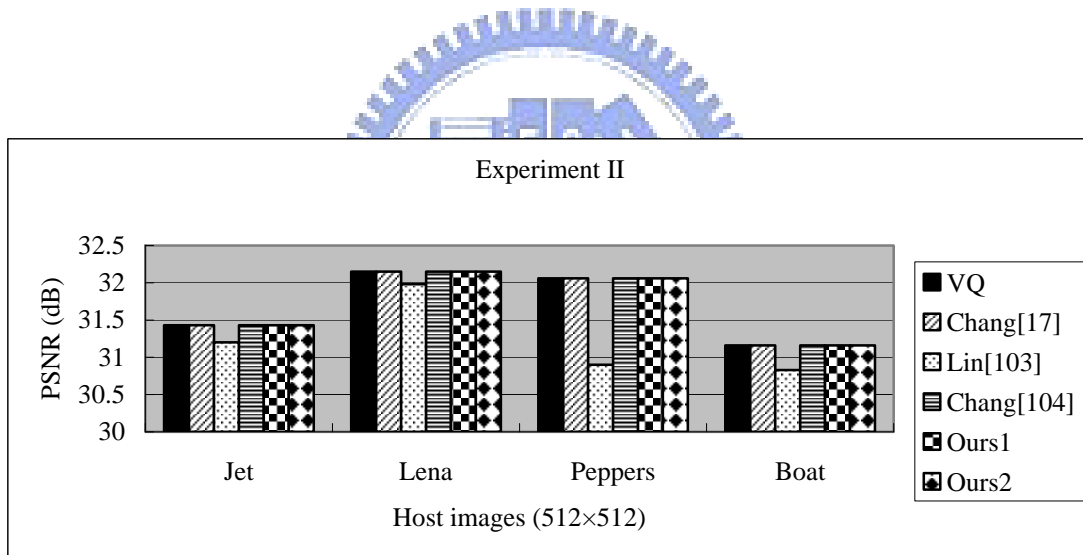 Experiment II
PSNR (dB)
32.5
32
31.5
31
30.5
30
Jet Lena Peppers Boat
Host images (512×512)
VQ
Chang[17]
Lin[103]
Chang[104]
Ours1
Ours2